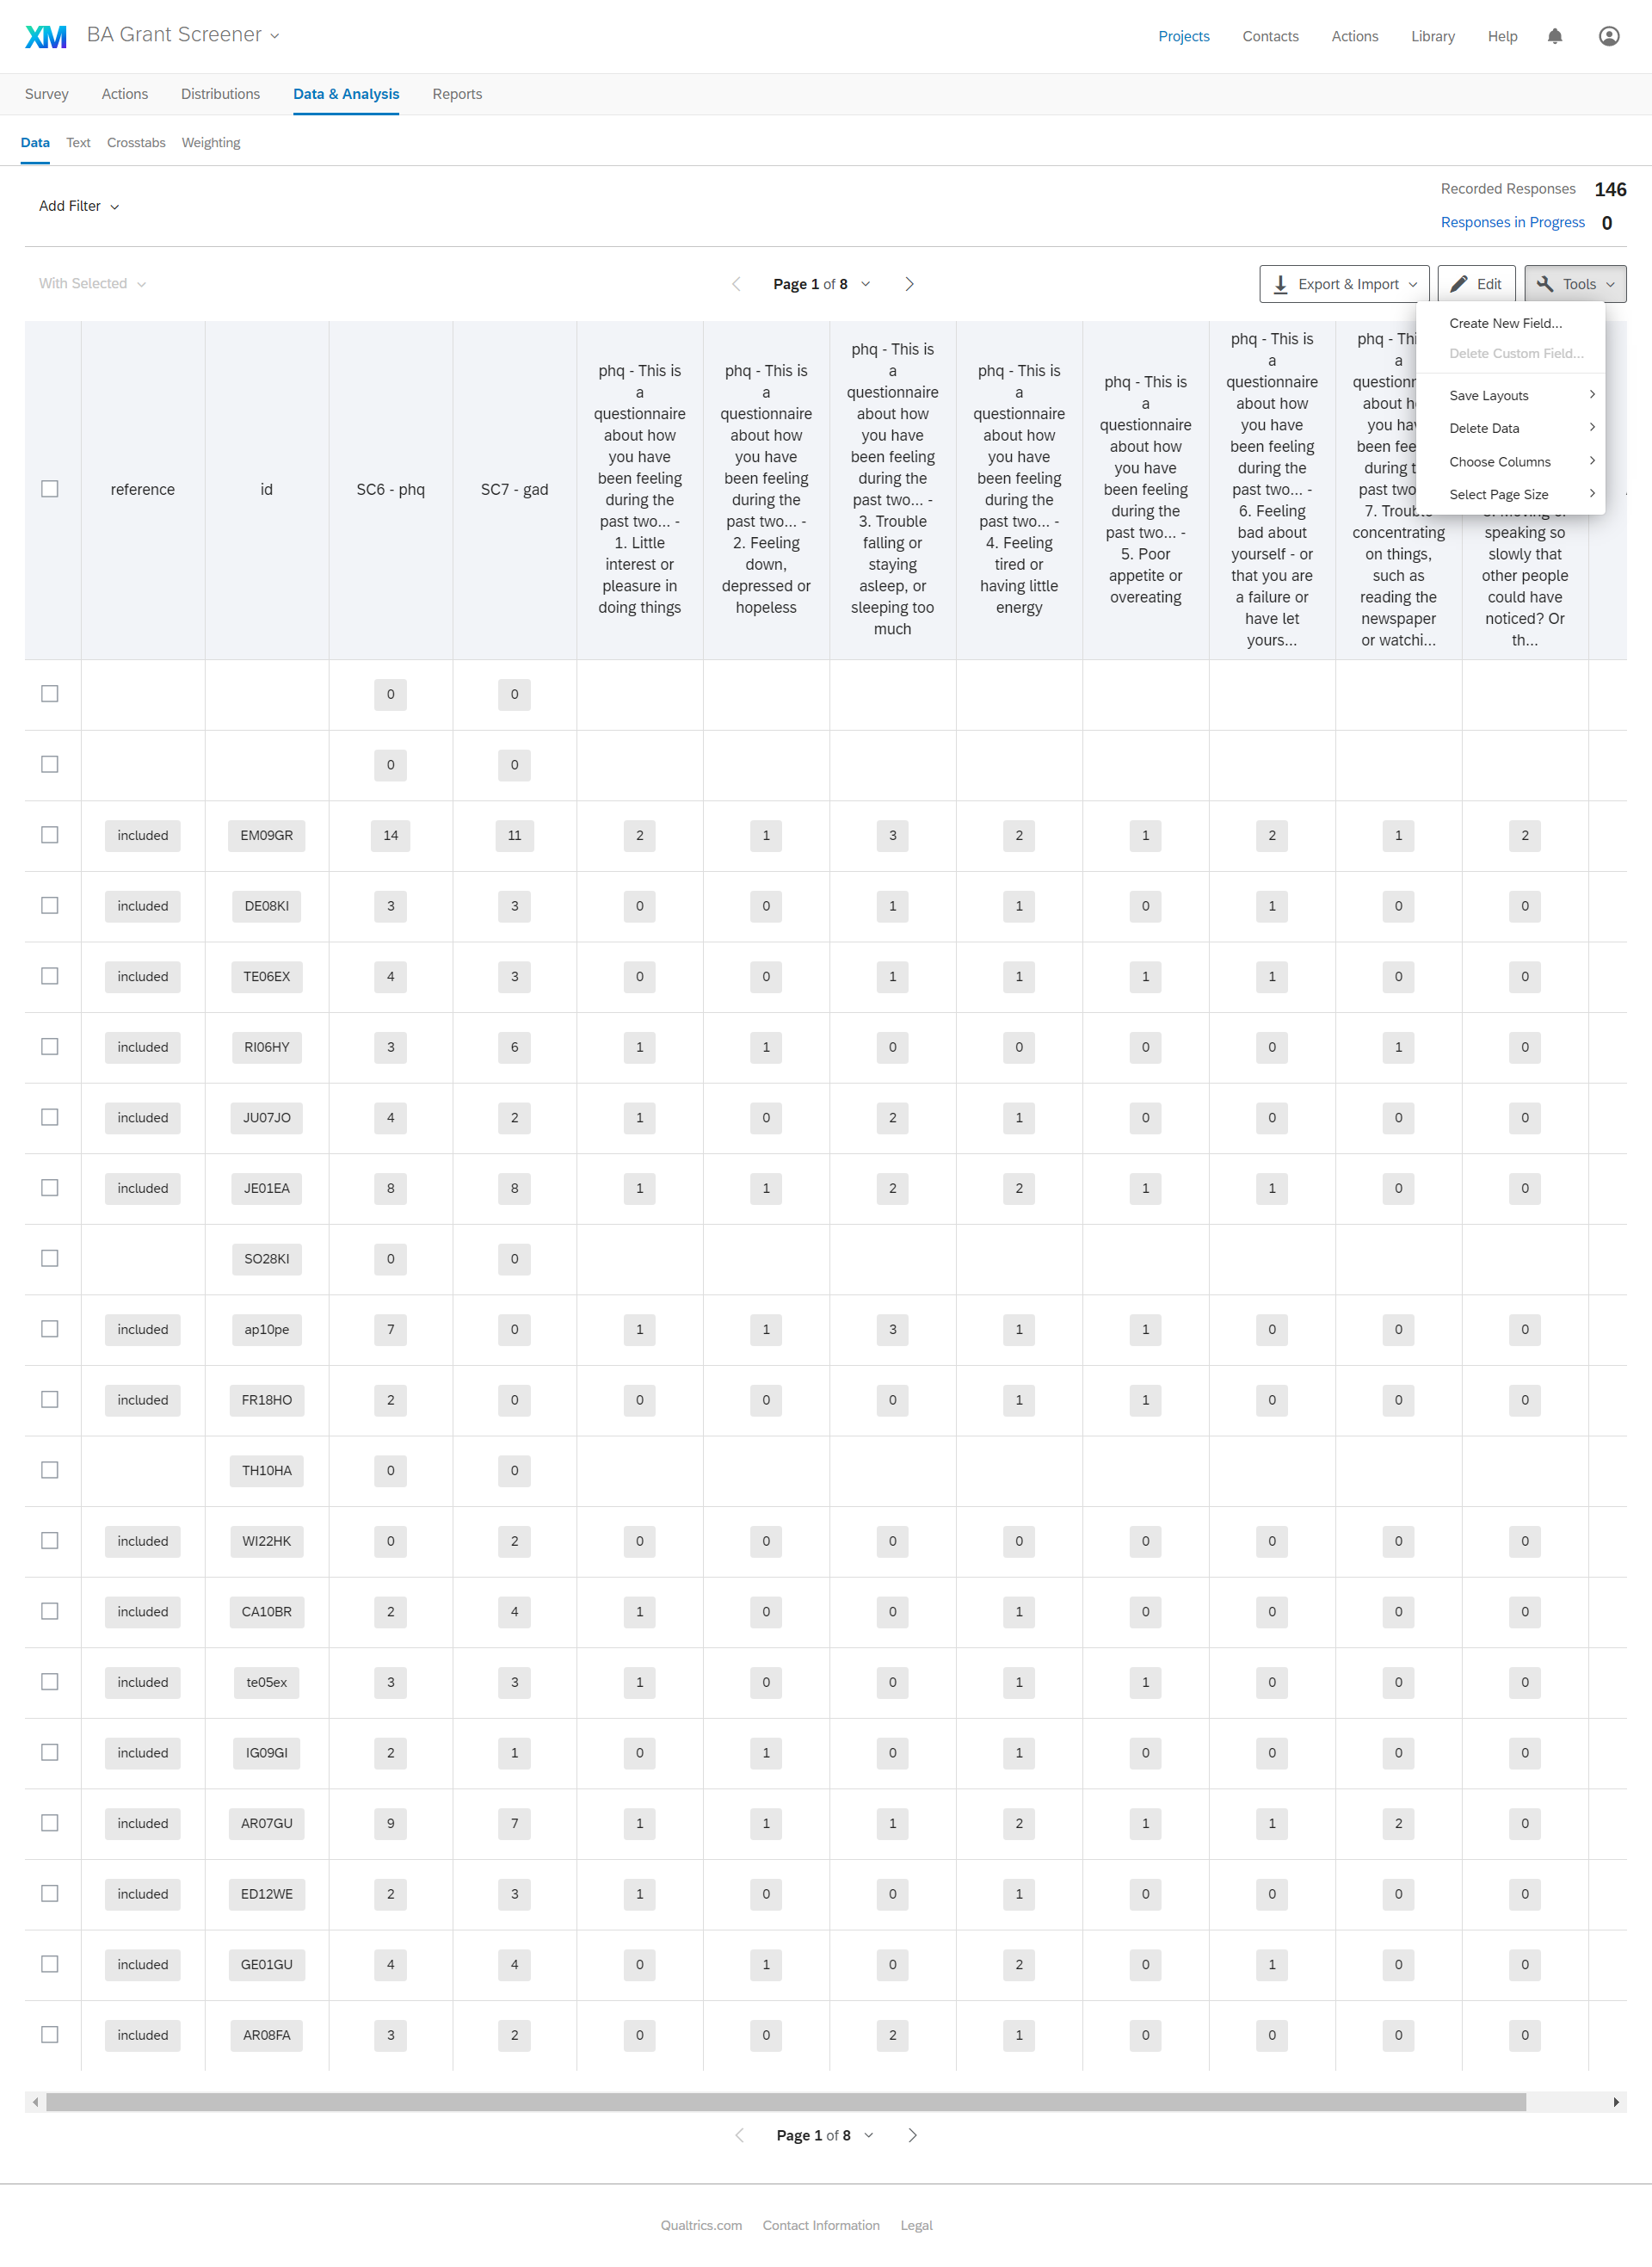 XM BA Grant Screener
Projects Contacts Actions Library Help
Survey Actions Distributions Data & Analysis Reports
Data Text Crosstabs Weighting
Add Filter
Recorded Responses 146
Responses in Progress 0
With Selected
Page 1 of 8
Export & Import Edit Tools
Create New Field...
Delete Custom Field...
Save Layouts
Delete Data
Choose Columns
Select Page Size
reference
id
SC6 - phq
SC7 - gad
phq - This is
a
questionnaire
about how
you have
been feeling
during the
past two... -
1. Little
interest or
pleasure in
doing things
phq - This is
a
questionnaire
about how
you have
been feeling
during the
past two... -
2. Feeling
down,
depressed or
hopeless
phq - This is
a
questionnaire
about how
you have
been feeling
during the
past two... -
3. Trouble
falling or
staying
asleep, or
sleeping too
much
phq - This is
a
questionnaire
about how
you have
been feeling
during the
past two... -
4. Feeling
tired or
having little
energy
phq - This is
a
questionnaire
about how
you have
been feeling
during the
past two... -
5. Poor
appetite or
overeating
phq - This is
a
questionnaire
about how
you have
been feeling
during the
past two... -
6. Feeling
bad about
yourself - or
that you are
a failure or
have let
yours...
phq -
a
about
you
been
during
past
7.
concentrating
on things,
such as
reading the
newspaper
or watchi...
speaking so
slowly that
other people
could have
noticed? Or
th...
0 0
0 0
included EM09GR 14 11 2 1 3 2 1 2 1 2
included DE08KI 3 3 0 0 1 1 0 1 0 0
included TE06EX 4 3 0 0 1 1 1 1 0 0
included RI06HY 3 6 1 1 0 0 0 0 1 0
included JU07JO 4 2 1 0 2 1 0 0 0 0
included JE01EA 8 8 1 1 2 2 1 1 0 0
SO28KI 0 0
included ap10pe 7 0 1 1 3 1 1 0 0 0
included FR18HO 2 0 0 0 0 1 1 0 0 0
TH10HA 0 0
included WI22HK 0 2 0 0 0 0 0 0 0 0
included CA10BR 2 4 1 0 0 1 0 0 0 0
included te05ex 3 3 1 0 0 1 1 0 0 0
included IG09GI 2 1 0 1 0 1 0 0 0 0
included AR07GU 9 7 1 1 1 2 1 1 2 0
included ED12WE 2 3 1 0 0 1 0 0 0 0
included GE01GU 4 4 0 1 0 2 0 1 0 0
included AR08FA 3 2 0 0 2 1 0 0 0 0
Page 1 of 8
Qualtrics.com Contact Information Legal